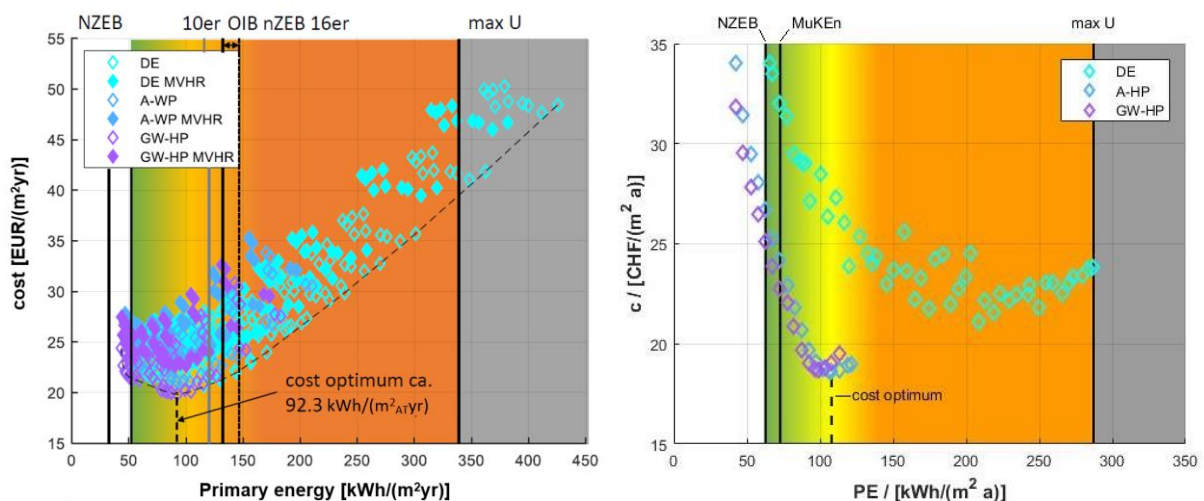 NZEB
10er
OIB nZEB 16er
max U
55
50
45
40
35
30
25
20
15
cost [EUR/(m²yr)]
DE
DE MVHR
A-WP
A-WP MVHR
GW-HP
GW-HP MVHR
cost optimum ca.
92.3 kWh/(m²ATyr)
0
50
100
150
200
250
300
350
400
450
Primary energy [kWh/(m²yr)]
NZEB
MuKEn
max U
35
30
25
20
15
c / [CHF/(m² a)]
DE
A-HP
GW-HP
cost optimum
0
50
100
150
200
250
300
350
PE / [kWh/(m² a)]